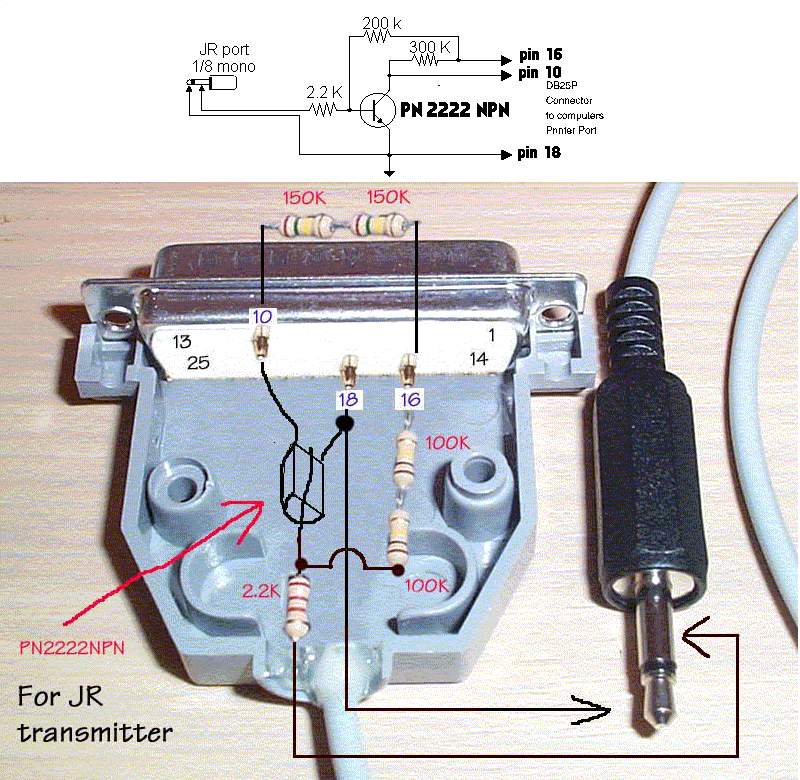 200 k
JR port
1/8 mono
300 K
pin 16
pin 10
2.2 K
PN 2222 NPN
DB25P
Connector
to computers
Printer Port
pin 18
150K 150K
10
13
1
25
14
18
16
100K
2.2K
100K
PN2222NPN
For JR
transmitter